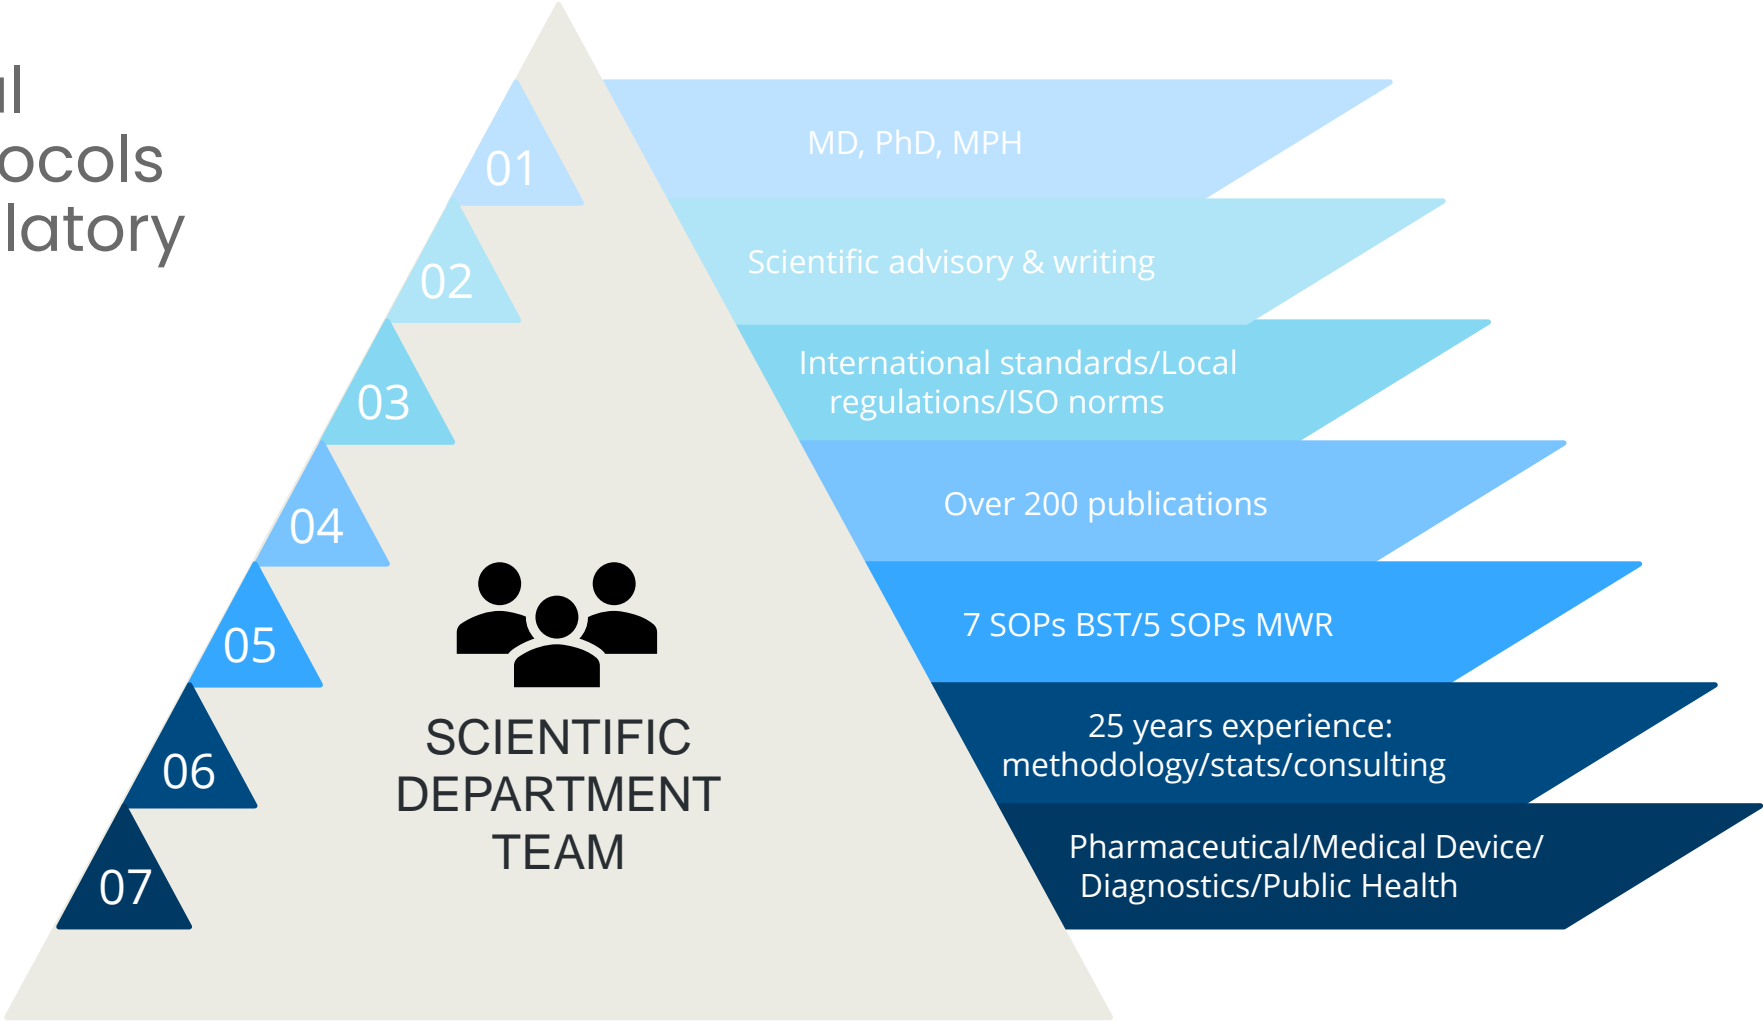 01
MD, PhD, MPH
02
Scientific advisory & writing
03
International standards/Local
regulations/ISO norms
04
Over 200 publications
05
7 SOPs BST/5 SOPs MWR
06
25 years experience:
methodology/stats/consulting
07
Pharmaceutical/Medical Device/
Diagnostics/Public Health
SCIENTIFIC
DEPARTMENT
TEAM